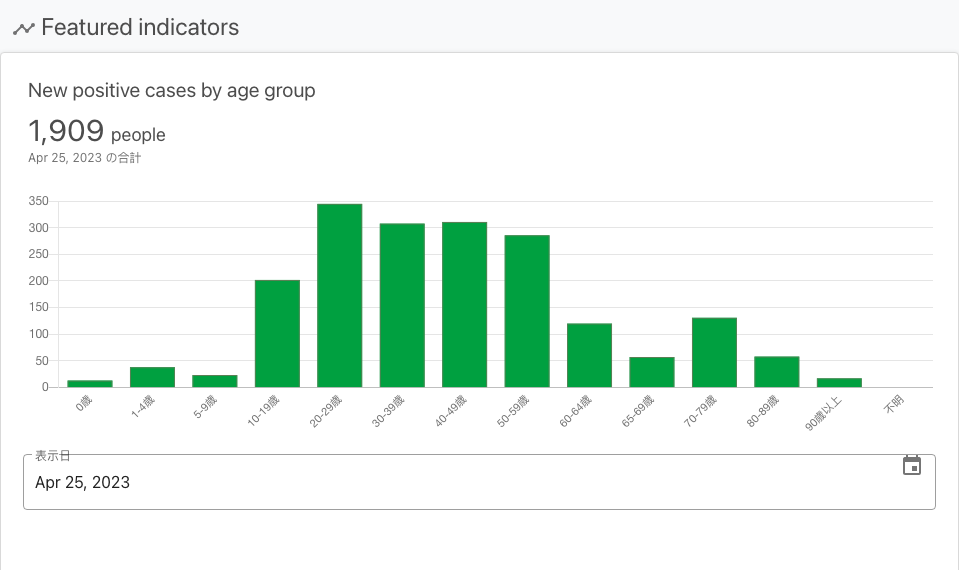 Featured indicators
New positive cases by age group
1,909 people
Apr 25, 2023 の合計
350
300
250
200
150
100
50
0
0歳
1-4歳
5-9歳
10-19歳
20-29歳
30-39歳
40-49歳
50-59歳
60-64歳
65-69歳
70-79歳
80-89歳
90歳以上
不明
表示日
Apr 25, 2023